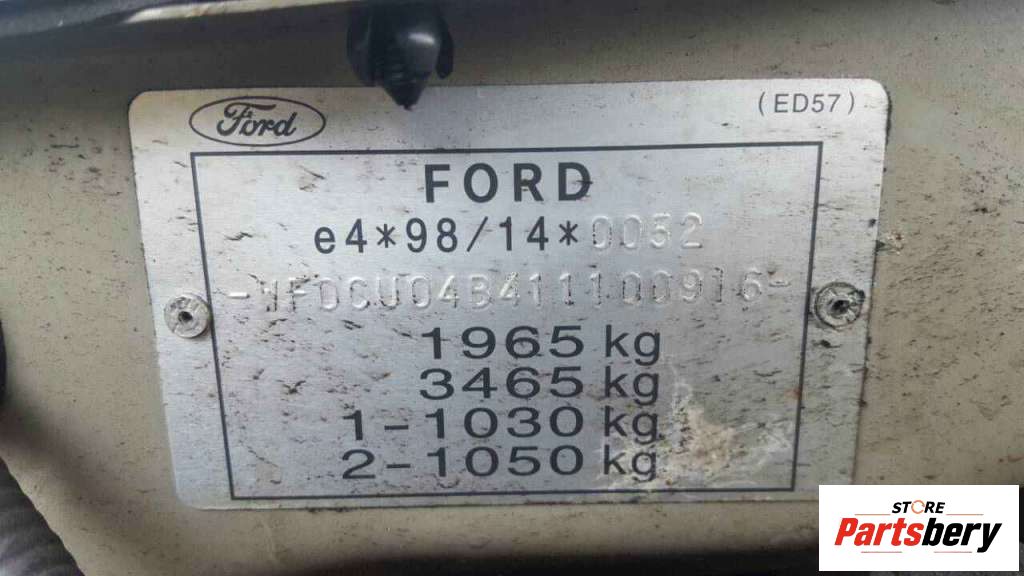 Ford
(ED57)
FORD
e4*98/14*0052
-WF0CU04B411100916-
1965 kg
3465 kg
1-1030 kg
2-1050 kg
STORE
Partsbery